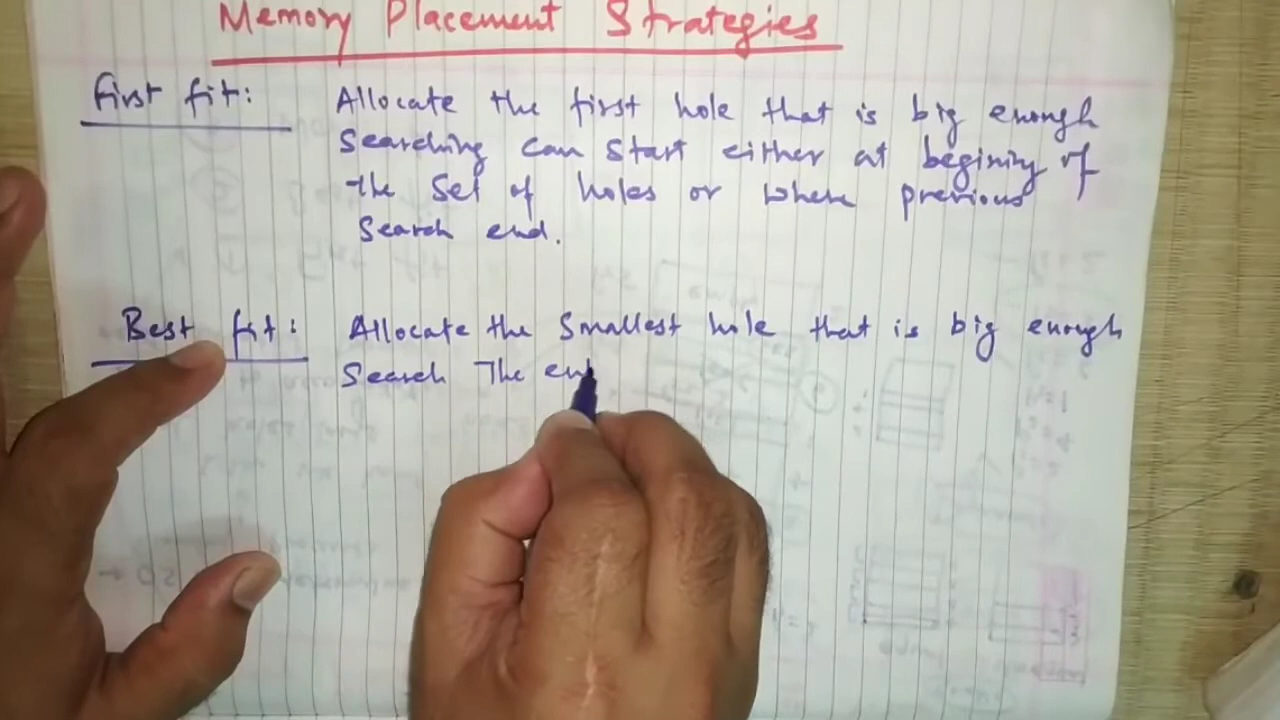 Memory Placement Strategies
First fit: Allocate the first hole that is big enough
Searching can start either at begining of
the set of holes or where previous
Search end.
Best fit: Allocate the Smallest hole that is big enough
Search The en